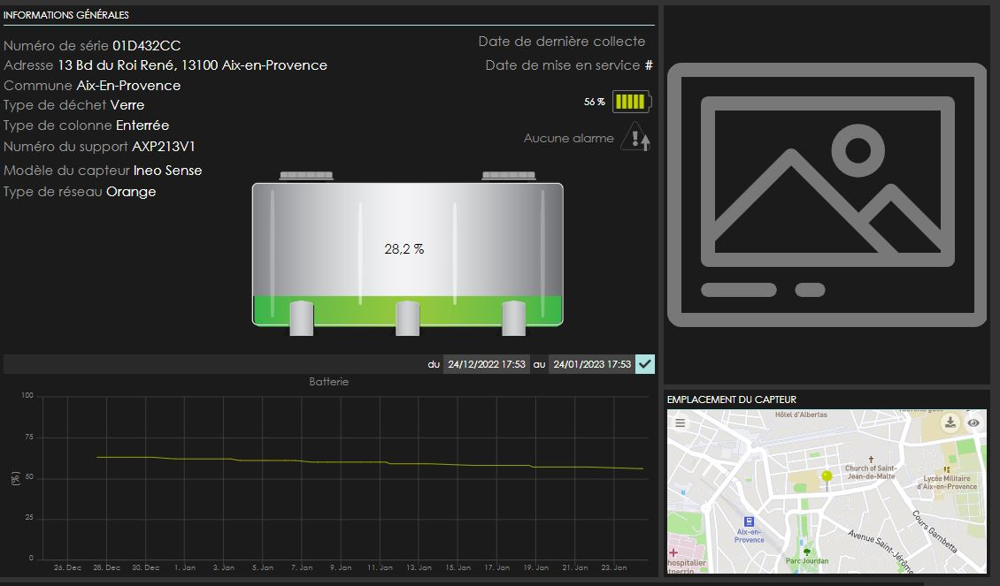 INFORMATIONS GÉNÉRALES
Numéro de série 01D432CC
Date de dernière collecte
Adresse 13 Bd du Roi René, 13100 Aix-en-Provence
Date de mise en service #
Commune Aix-En-Provence
Type de déchet Verre
56 %
Type de colonne Enterrée
Aucune alarme
Numéro du support AXP213V1
Modèle du capteur Ineo Sense
Type de réseau Orange
28,2 %
du 24/12/2022 17:53 au 24/01/2023 17:53
Batterie
(%)
100
75
50
25
0
26. Dec 28. Dec 30. Dec 1. Jan 3. Jan 5. Jan 7. Jan 9. Jan 11. Jan 13. Jan 15. Jan 17. Jan 19. Jan 21. Jan 23. Jan
EMPLACEMENT DU CAPTEUR
Hôtel d'Albertas
Church of Saint-
Jean-de-Malte
Lycée Militaire
d'Aix-en-Provence
Aix-en-
Provence
Cours Gambetta
Avenue Saint-Jérôme
Parc Jourdan
hospitalier